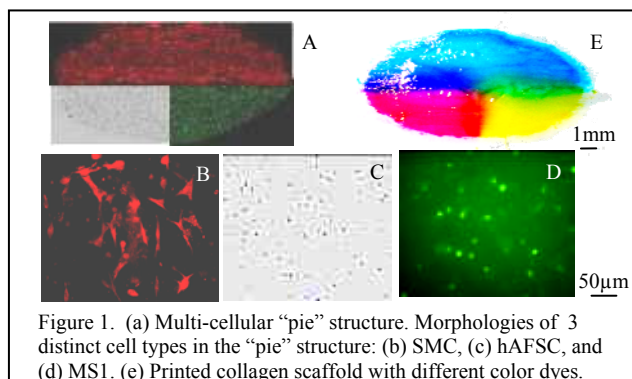 A
E
1mm
B
C
D
50µm
Figure 1. (a) Multi-cellular “pie” structure. Morphologies of 3
distinct cell types in the “pie” structure: (b) SMC, (c) hAFSC, and
(d) MS1. (e) Printed collagen scaffold with different color dyes.